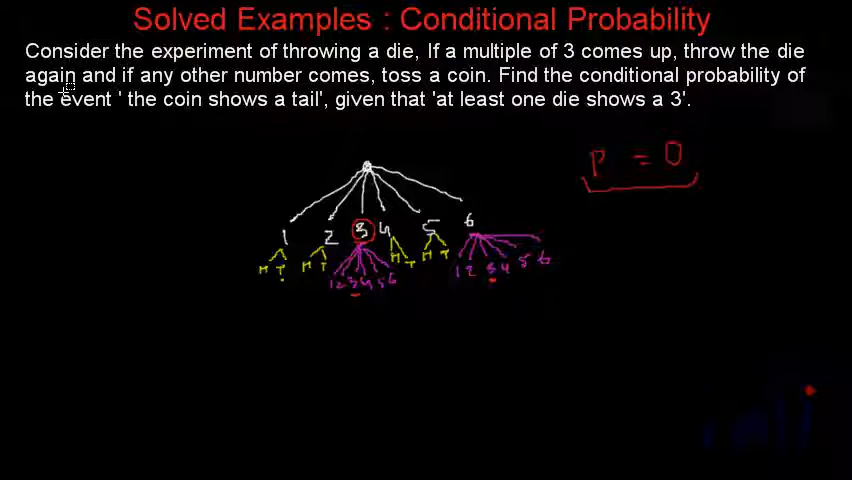 Solved Examples : Conditional Probability
Consider the experiment of throwing a die, If a multiple of 3 comes up, throw the die
again and if any other number comes, toss a coin. Find the conditional probability of
the event ' the coin shows a tail', given that 'at least one die shows a 3'.
P = 0
1 2 3 4 5 6
H T H T H T H T
1 2 3 4 5 6 1 2 3 4 5 6